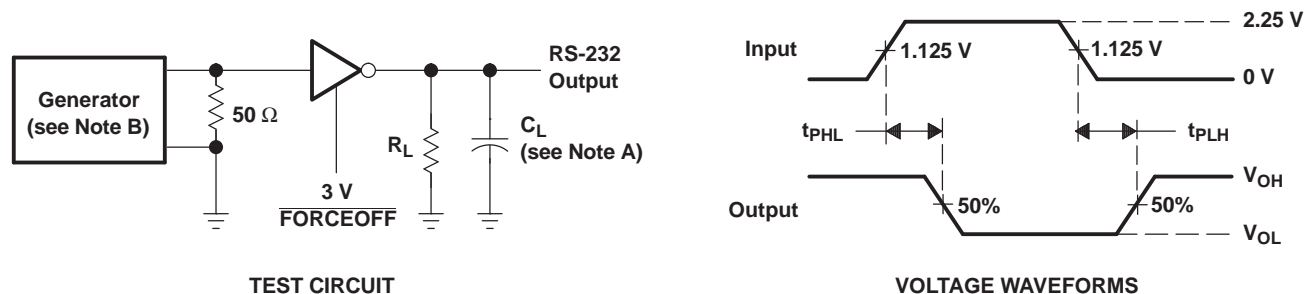 Generator
(see Note B)
50 Ω
3 V
FORCEOFF
RS-232
Output
R_L
C_L
(see Note A)
TEST CIRCUIT
Input
1.125 V
1.125 V
2.25 V
0 V
t_PHL
t_PLH
Output
50%
50%
V_OH
V_OL
VOLTAGE WAVEFORMS